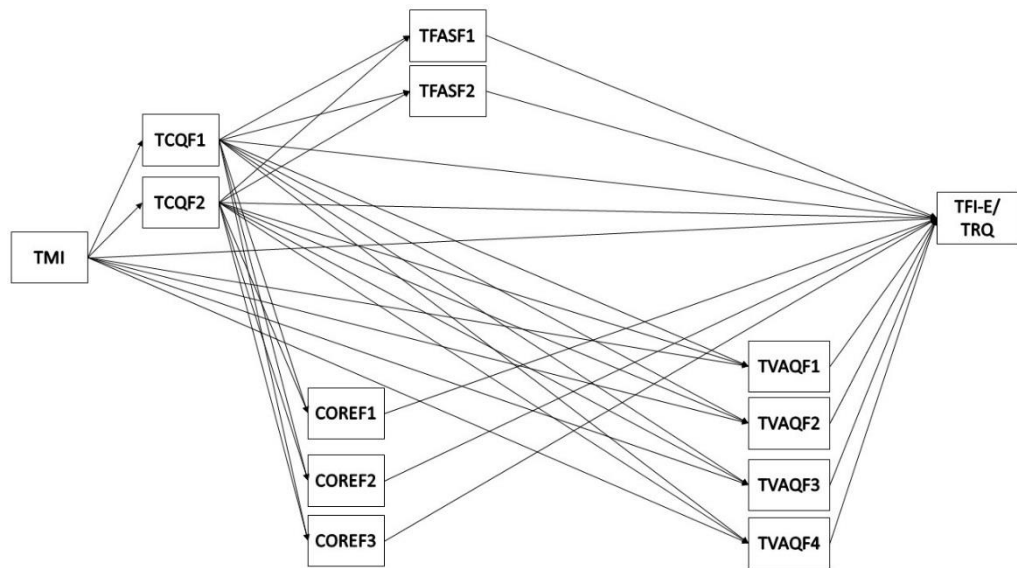 TFASF1
TFASF2
TCQF1
TCQF2
TFI-E/
TRQ
TMI
TVAQF1
COREF1
TVAQF2
COREF2
TVAQF3
COREF3
TVAQF4